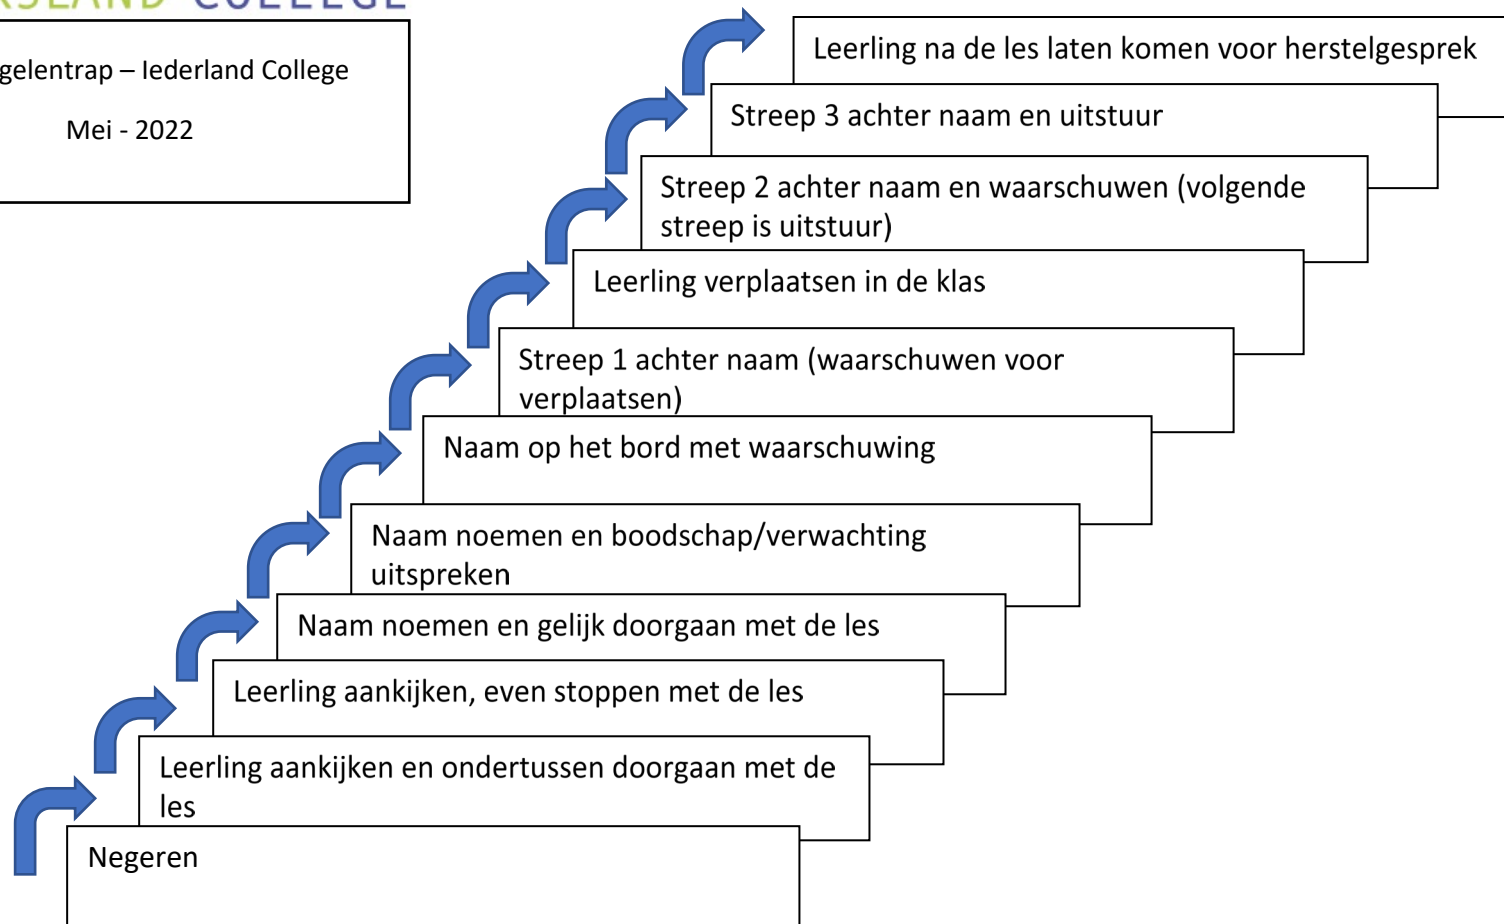 COLLEGE
gelentrap – Iederland College
Mei - 2022
Leerling na de les laten komen voor herstelgesprek
Streep 3 achter naam en uitstuur
Streep 2 achter naam en waarschuwen (volgende
streep is uitstuur)
Leerling verplaatsen in de klas
Streep 1 achter naam (waarschuwen voor
verplaatsen)
Naam op het bord met waarschuwing
Naam noemen en boodschap/verwachting
uitspreken
Naam noemen en gelijk doorgaan met de les
Leerling aankijken, even stoppen met de les
Leerling aankijken en ondertussen doorgaan met de
les
Negeren